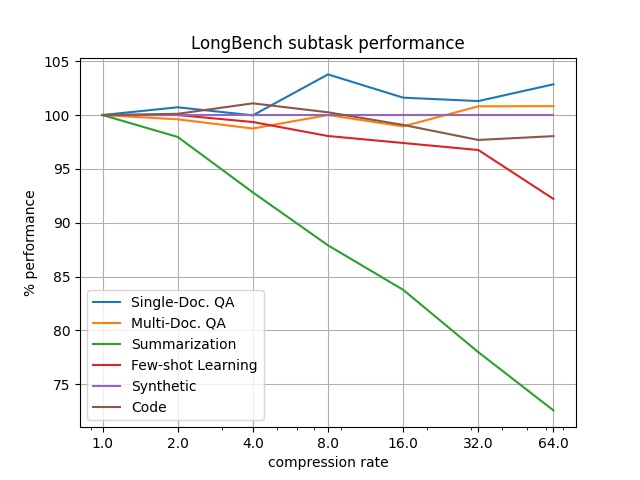 LongBench subtask performance
105
100
95
90
85
80
75
% performance
Single-Doc. QA
Multi-Doc. QA
Summarization
Few-shot Learning
Synthetic
Code
1.0 2.0 4.0 8.0 16.0 32.0 64.0
compression rate